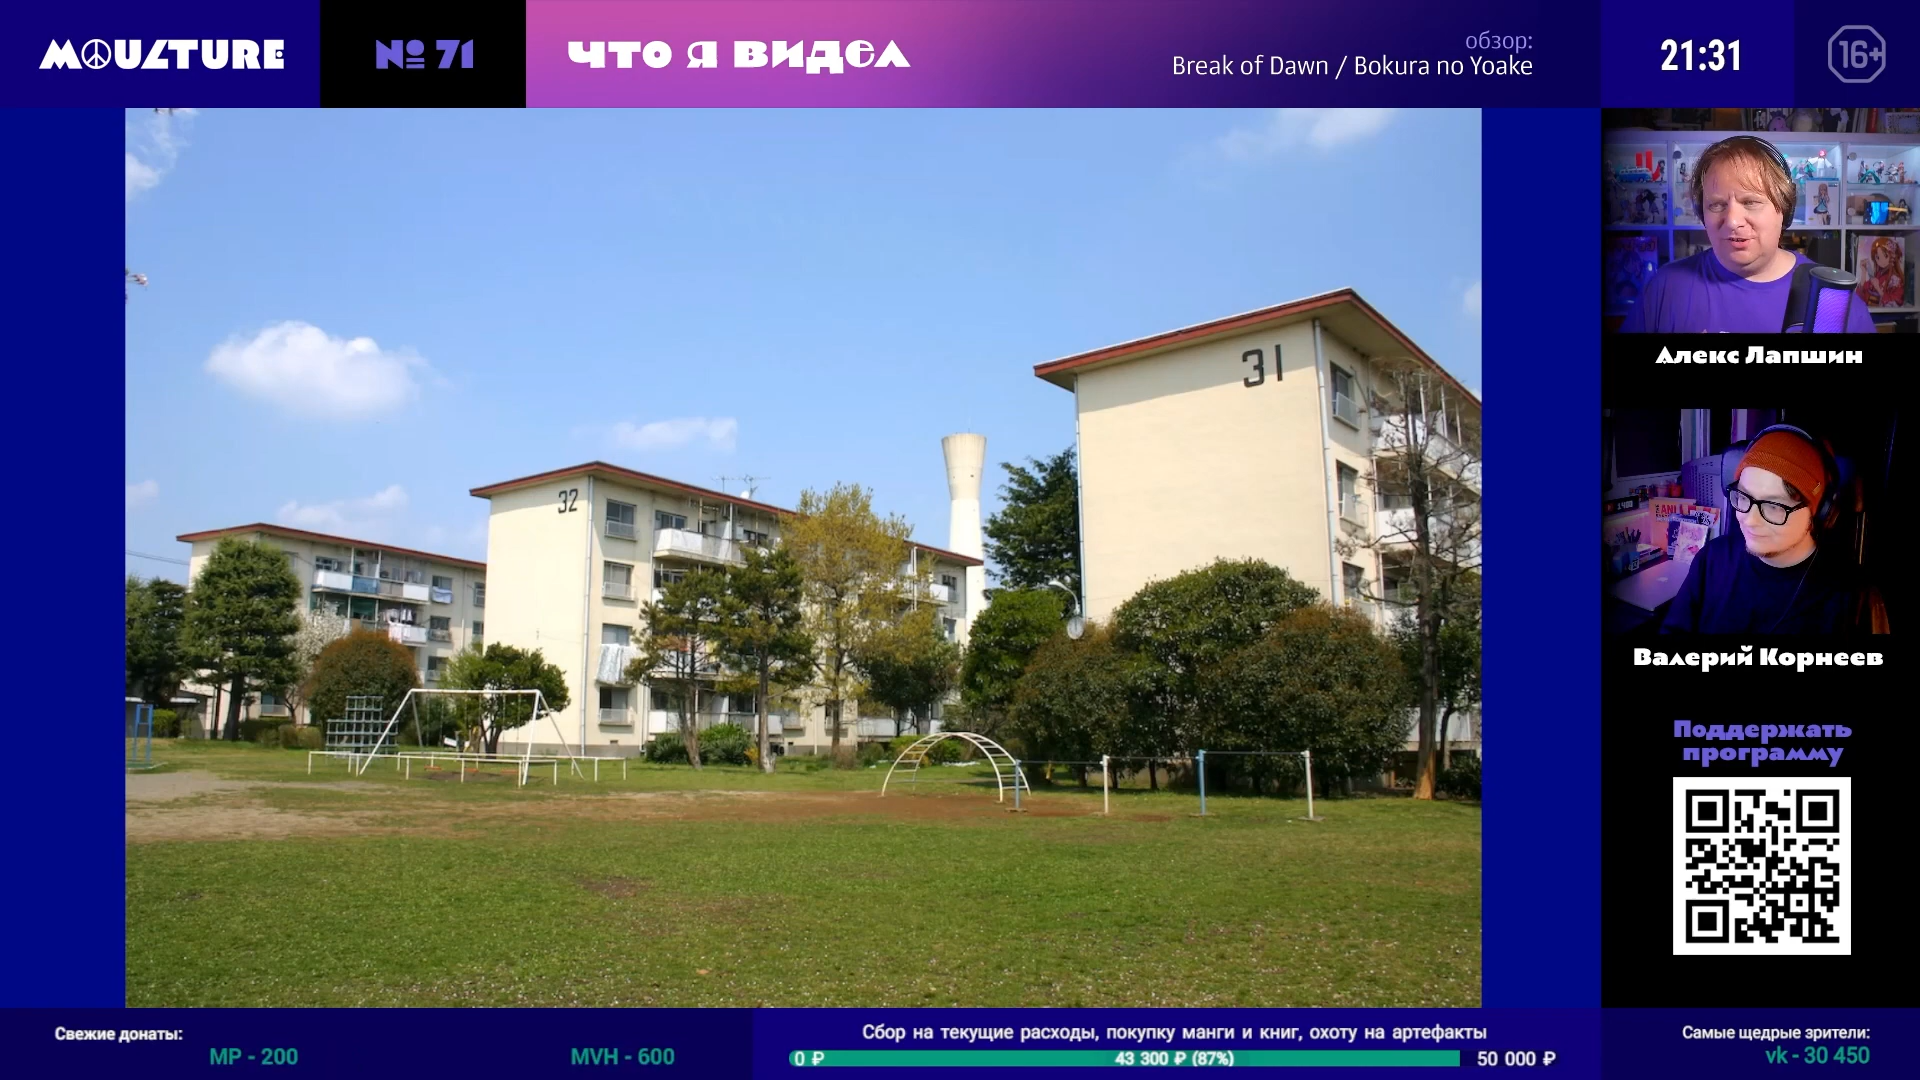 MOULTURE
№ 71
ЧТО Я ВИДЕЛ
обзор:
Break of Dawn / Bokura no Yoake
21:31
16+
31
32
Алекс Лапшин
Валерий Корнеев
Поддержать
программу
Свежие донаты:
MP - 200
MVH - 600
Сбор на текущие расходы, покупку манги и книг, охоту на артефакты
0 ₽
43 300 ₽ (87%)
50 000 ₽
Самые щедрые зрители:
vk - 30 450